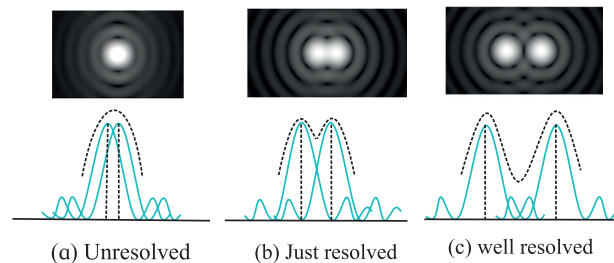 (a) Unresolved
(b) Just resolved
(c) well resolved